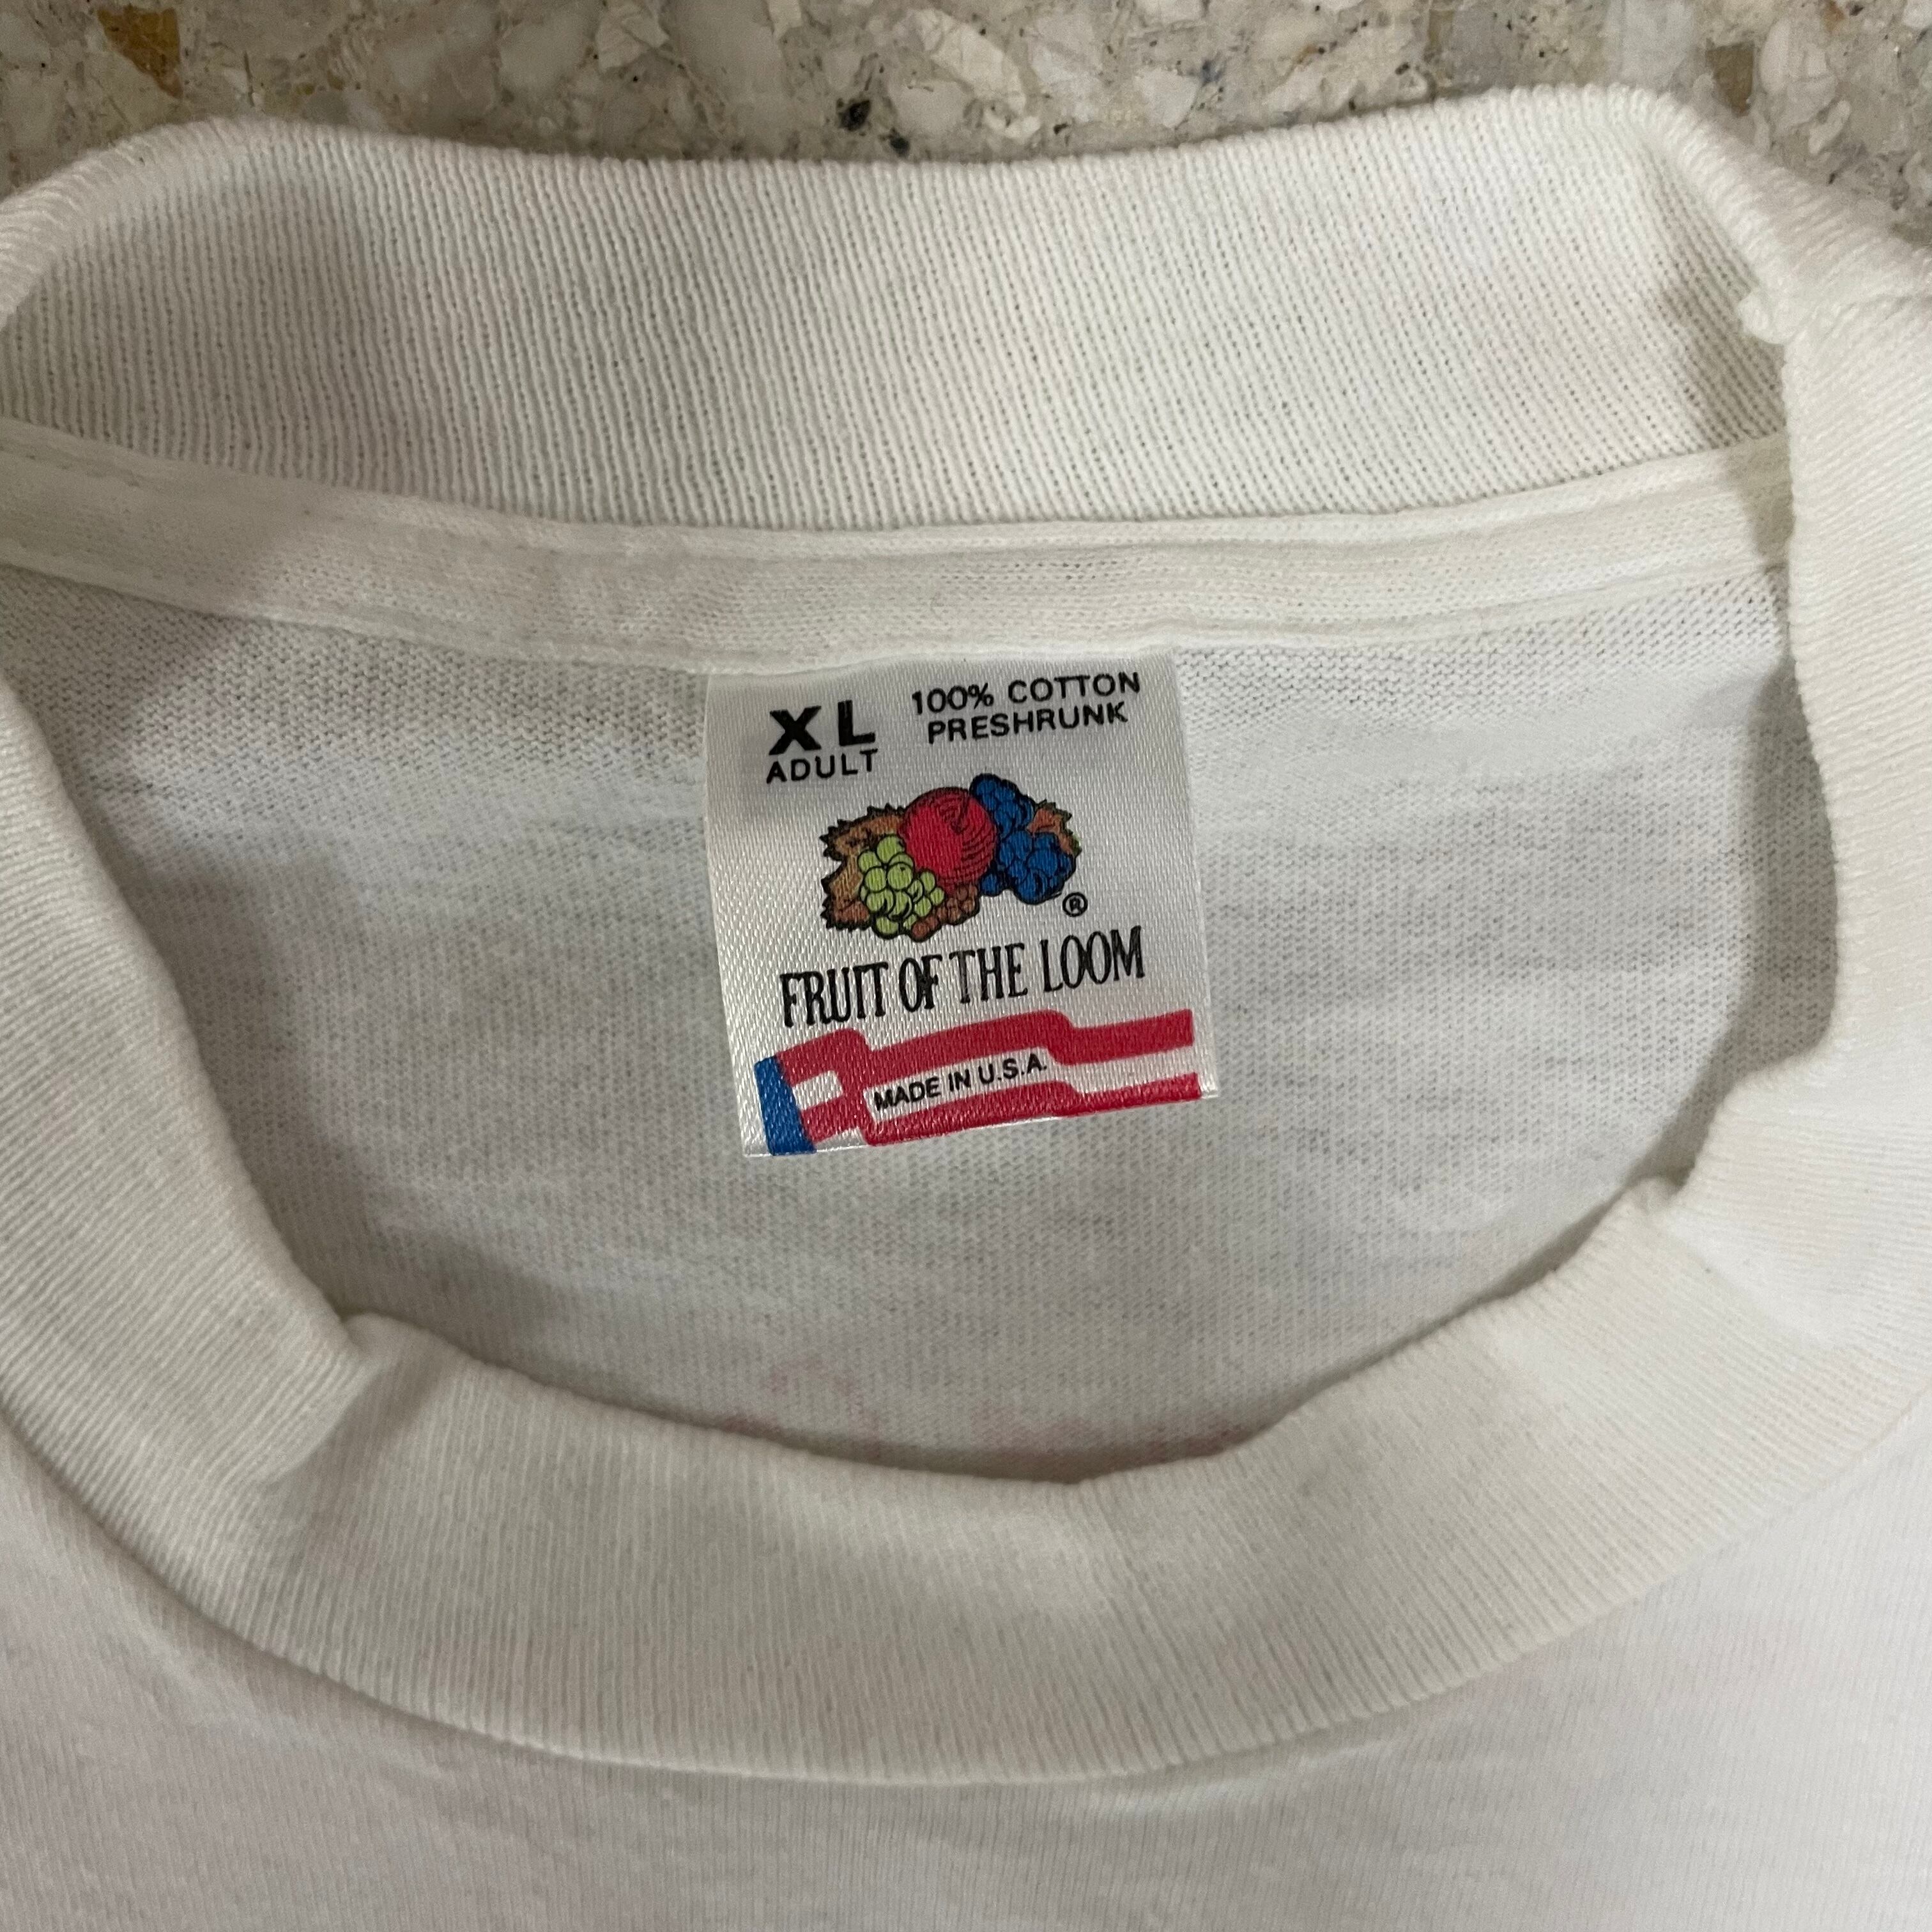 XL
ADULT
100% COTTON
PRESHRUNK
®
FRUIT OF THE LOOM
MADE IN U.S.A.